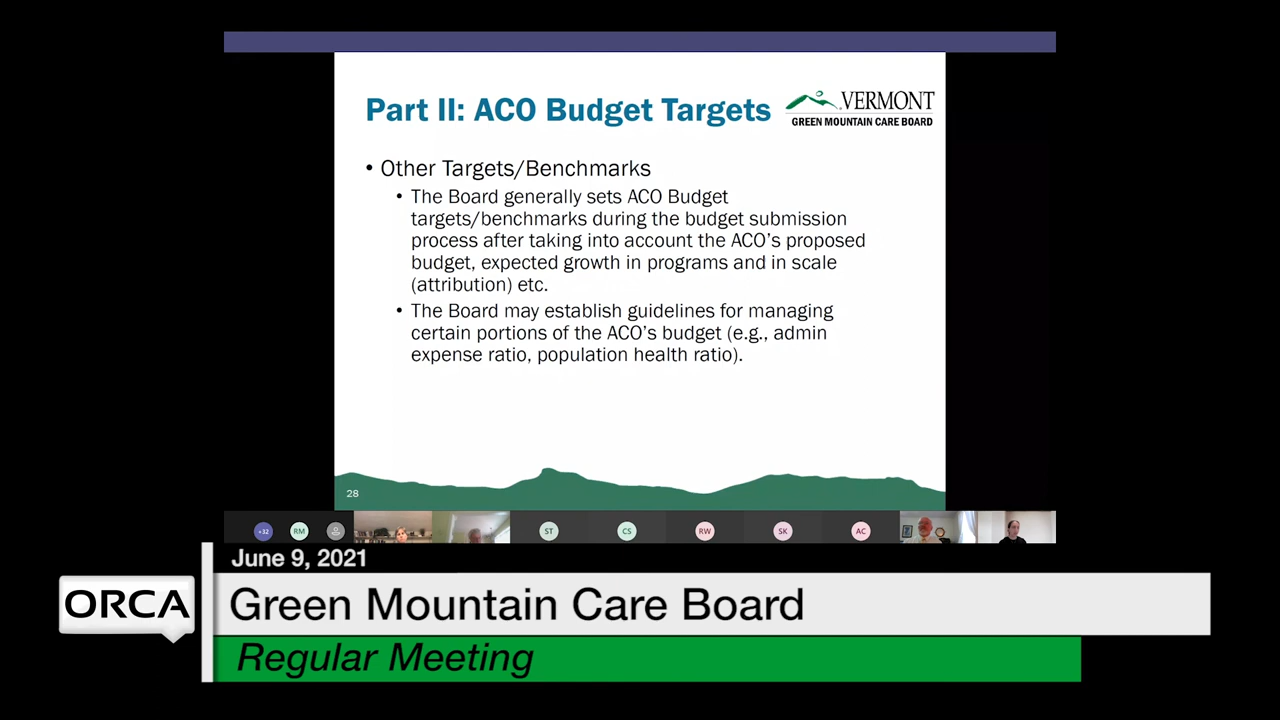 Part II: ACO Budget Targets
VERMONT
GREEN MOUNTAIN CARE BOARD
• Other Targets/Benchmarks
• The Board generally sets ACO Budget
targets/benchmarks during the budget submission
process after taking into account the ACO's proposed
budget, expected growth in programs and in scale
(attribution) etc.
• The Board may establish guidelines for managing
certain portions of the ACO's budget (e.g., admin
expense ratio, population health ratio).
28
+32 RM ST CS RW SK AC
June 9, 2021
ORCA
Green Mountain Care Board
Regular Meeting